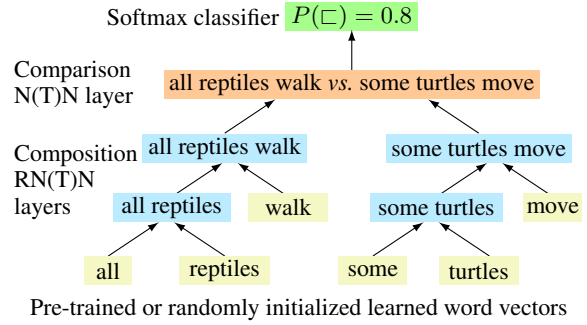 Softmax classifier P(⊏) = 0.8
Comparison
N(T)N layer
all reptiles walk vs. some turtles move
Composition
RN(T)N
layers
all reptiles walk some turtles move
all reptiles walk some turtles move
all reptiles some turtles
Pre-trained or randomly initialized learned word vectors